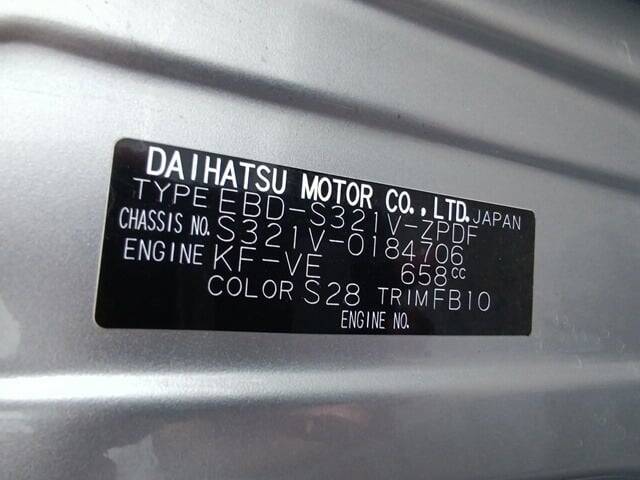 DAIHATSU MOTOR CO.,LTD. JAPAN
TYPE EBD-S321V-ZPDF
CHASSIS NO. S321V-0184706
ENGINE KF-VE 658cc
COLOR S28 TRIM FB10
ENGINE NO.